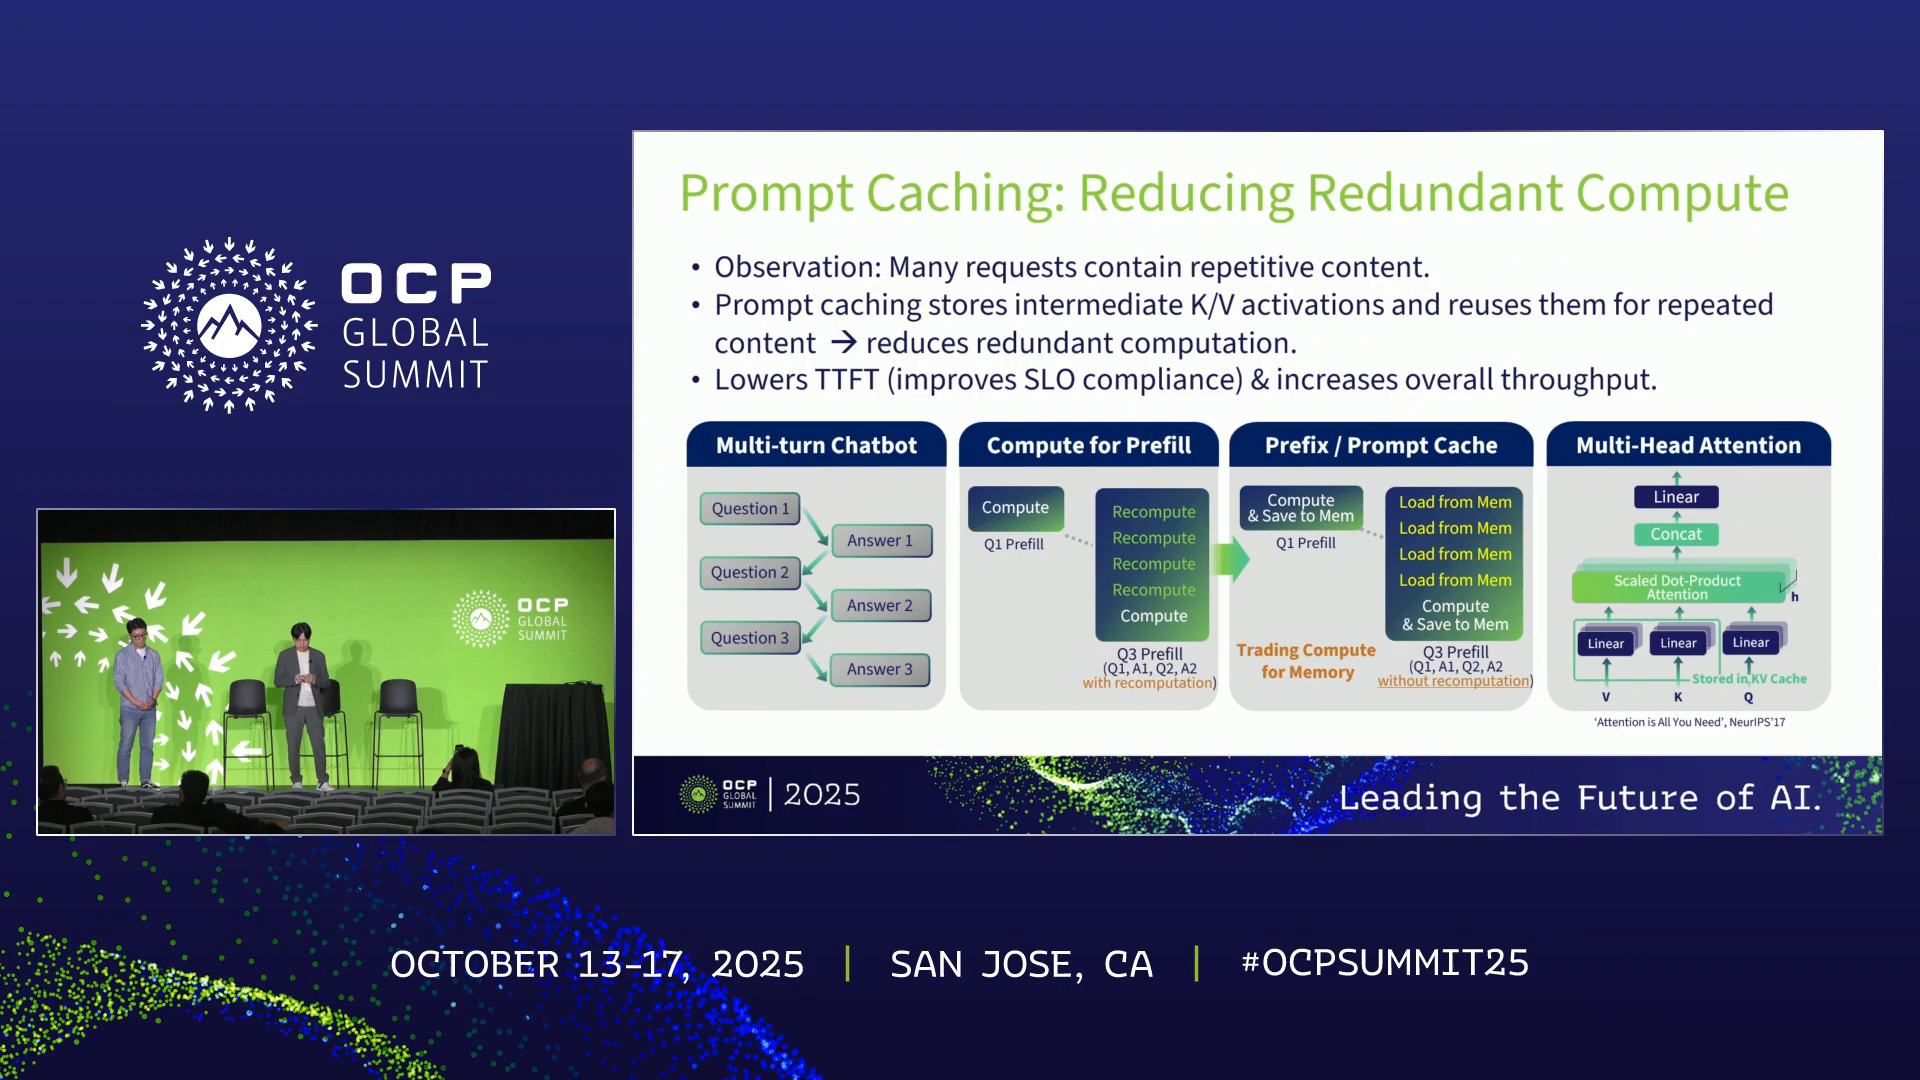 OCP
GLOBAL
SUMMIT
Prompt Caching: Reducing Redundant Compute
• Observation: Many requests contain repetitive content.
• Prompt caching stores intermediate K/V activations and reuses them for repeated
content → reduces redundant computation.
• Lowers TTFT (improves SLO compliance) & increases overall throughput.
Multi-turn Chatbot
Question 1
Answer 1
Question 2
Answer 2
Question 3
Answer 3
Compute for Prefill
Compute
Q1 Prefill
Recompute
Recompute
Recompute
Recompute
Compute
Q3 Prefill
(Q1, A1, Q2, A2
with recomputation)
Prefix / Prompt Cache
Compute
& Save to Mem
Q1 Prefill
Load from Mem
Load from Mem
Load from Mem
Load from Mem
Compute
& Save to Mem
Trading Compute
for Memory
Q3 Prefill
(Q1, A1, Q2, A2
without recomputation)
Multi-Head Attention
Linear
Concat
Scaled Dot-Product
Attention
h
Linear
Linear
Linear
Stored in KV Cache
V
K
Q
'Attention is All You Need', NeurIPS'17
OCP
GLOBAL
SUMMIT
2025
Leading the Future of AI.
OCP
GLOBAL
SUMMIT
OCTOBER 13-17, 2025 | SAN JOSE, CA | #OCPSUMMIT25